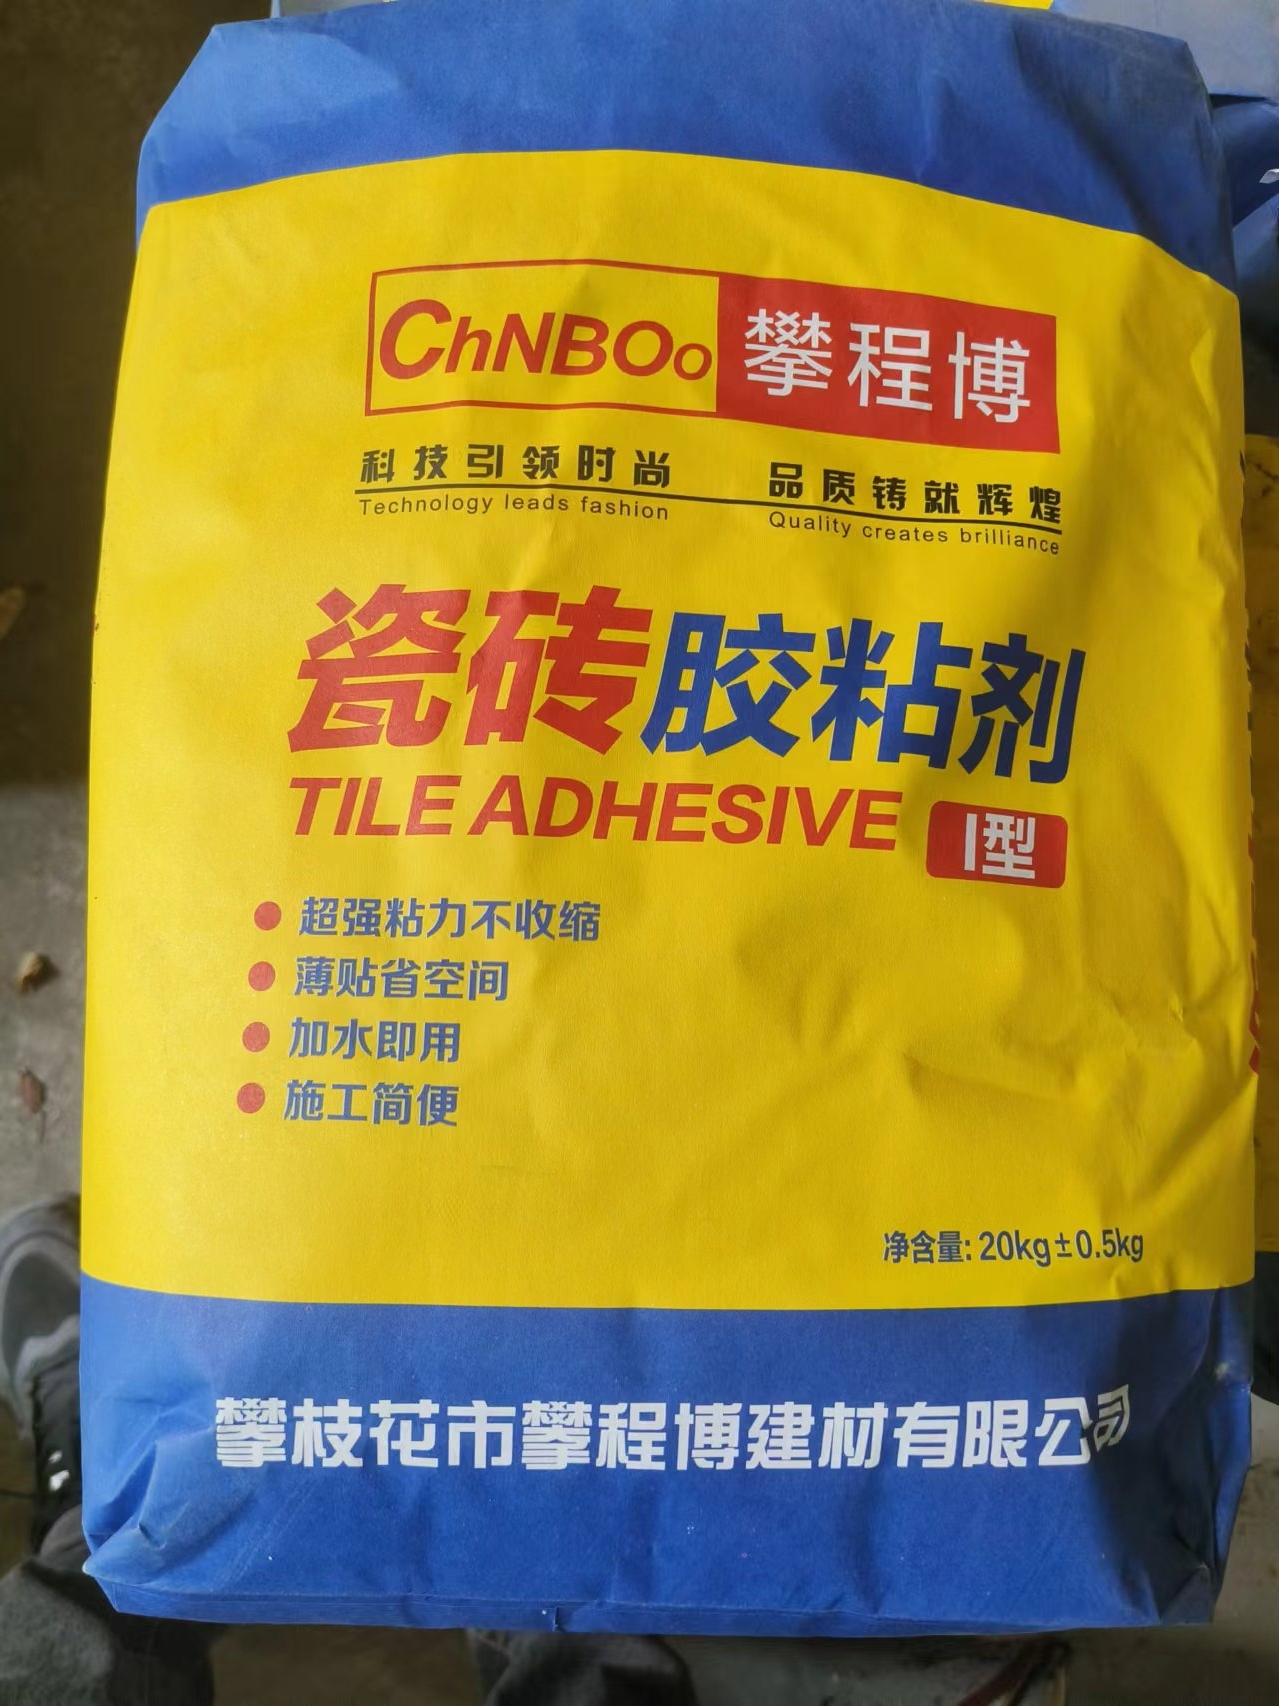 ChNBOo 攀程博
科技引领时尚 品质铸就辉煌
Technology leads fashion Quality creates brilliance
瓷砖胶粘剂
TILE ADHESIVE I型
超强粘力不收缩
薄贴省空间
加水即用
施工简便
净含量: 20kg±0.5kg
攀枝花市攀程博建材有限公司